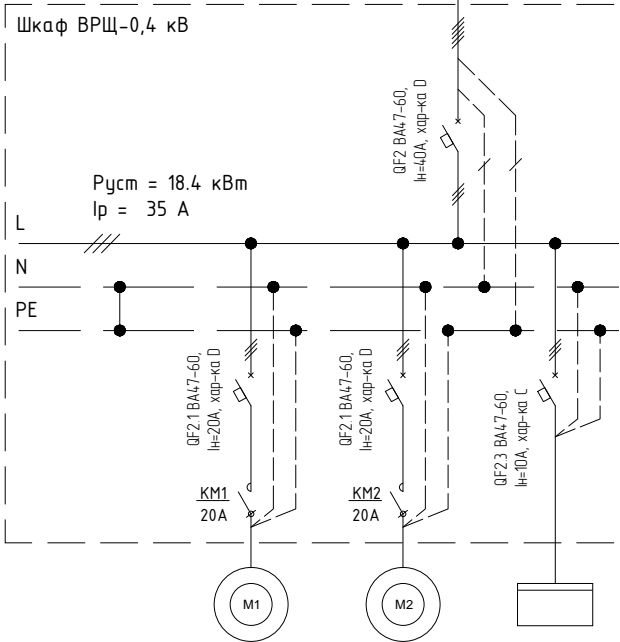 Шкаф ВРЩ-0,4 кВ
QF2 ВА47-60,
Iн=40А, хар-ка D
Руст = 18.4 кВт
Iр = 35 А
L
N
PE
QF2.1 ВА47-60,
Iн=20А, хар-ка D
QF2.1 ВА47-60,
Iн=20А, хар-ка D
QF2.3 ВА47-60,
Iн=10А, хар-ка С
КМ1
20А
КМ2
20А
М1
М2